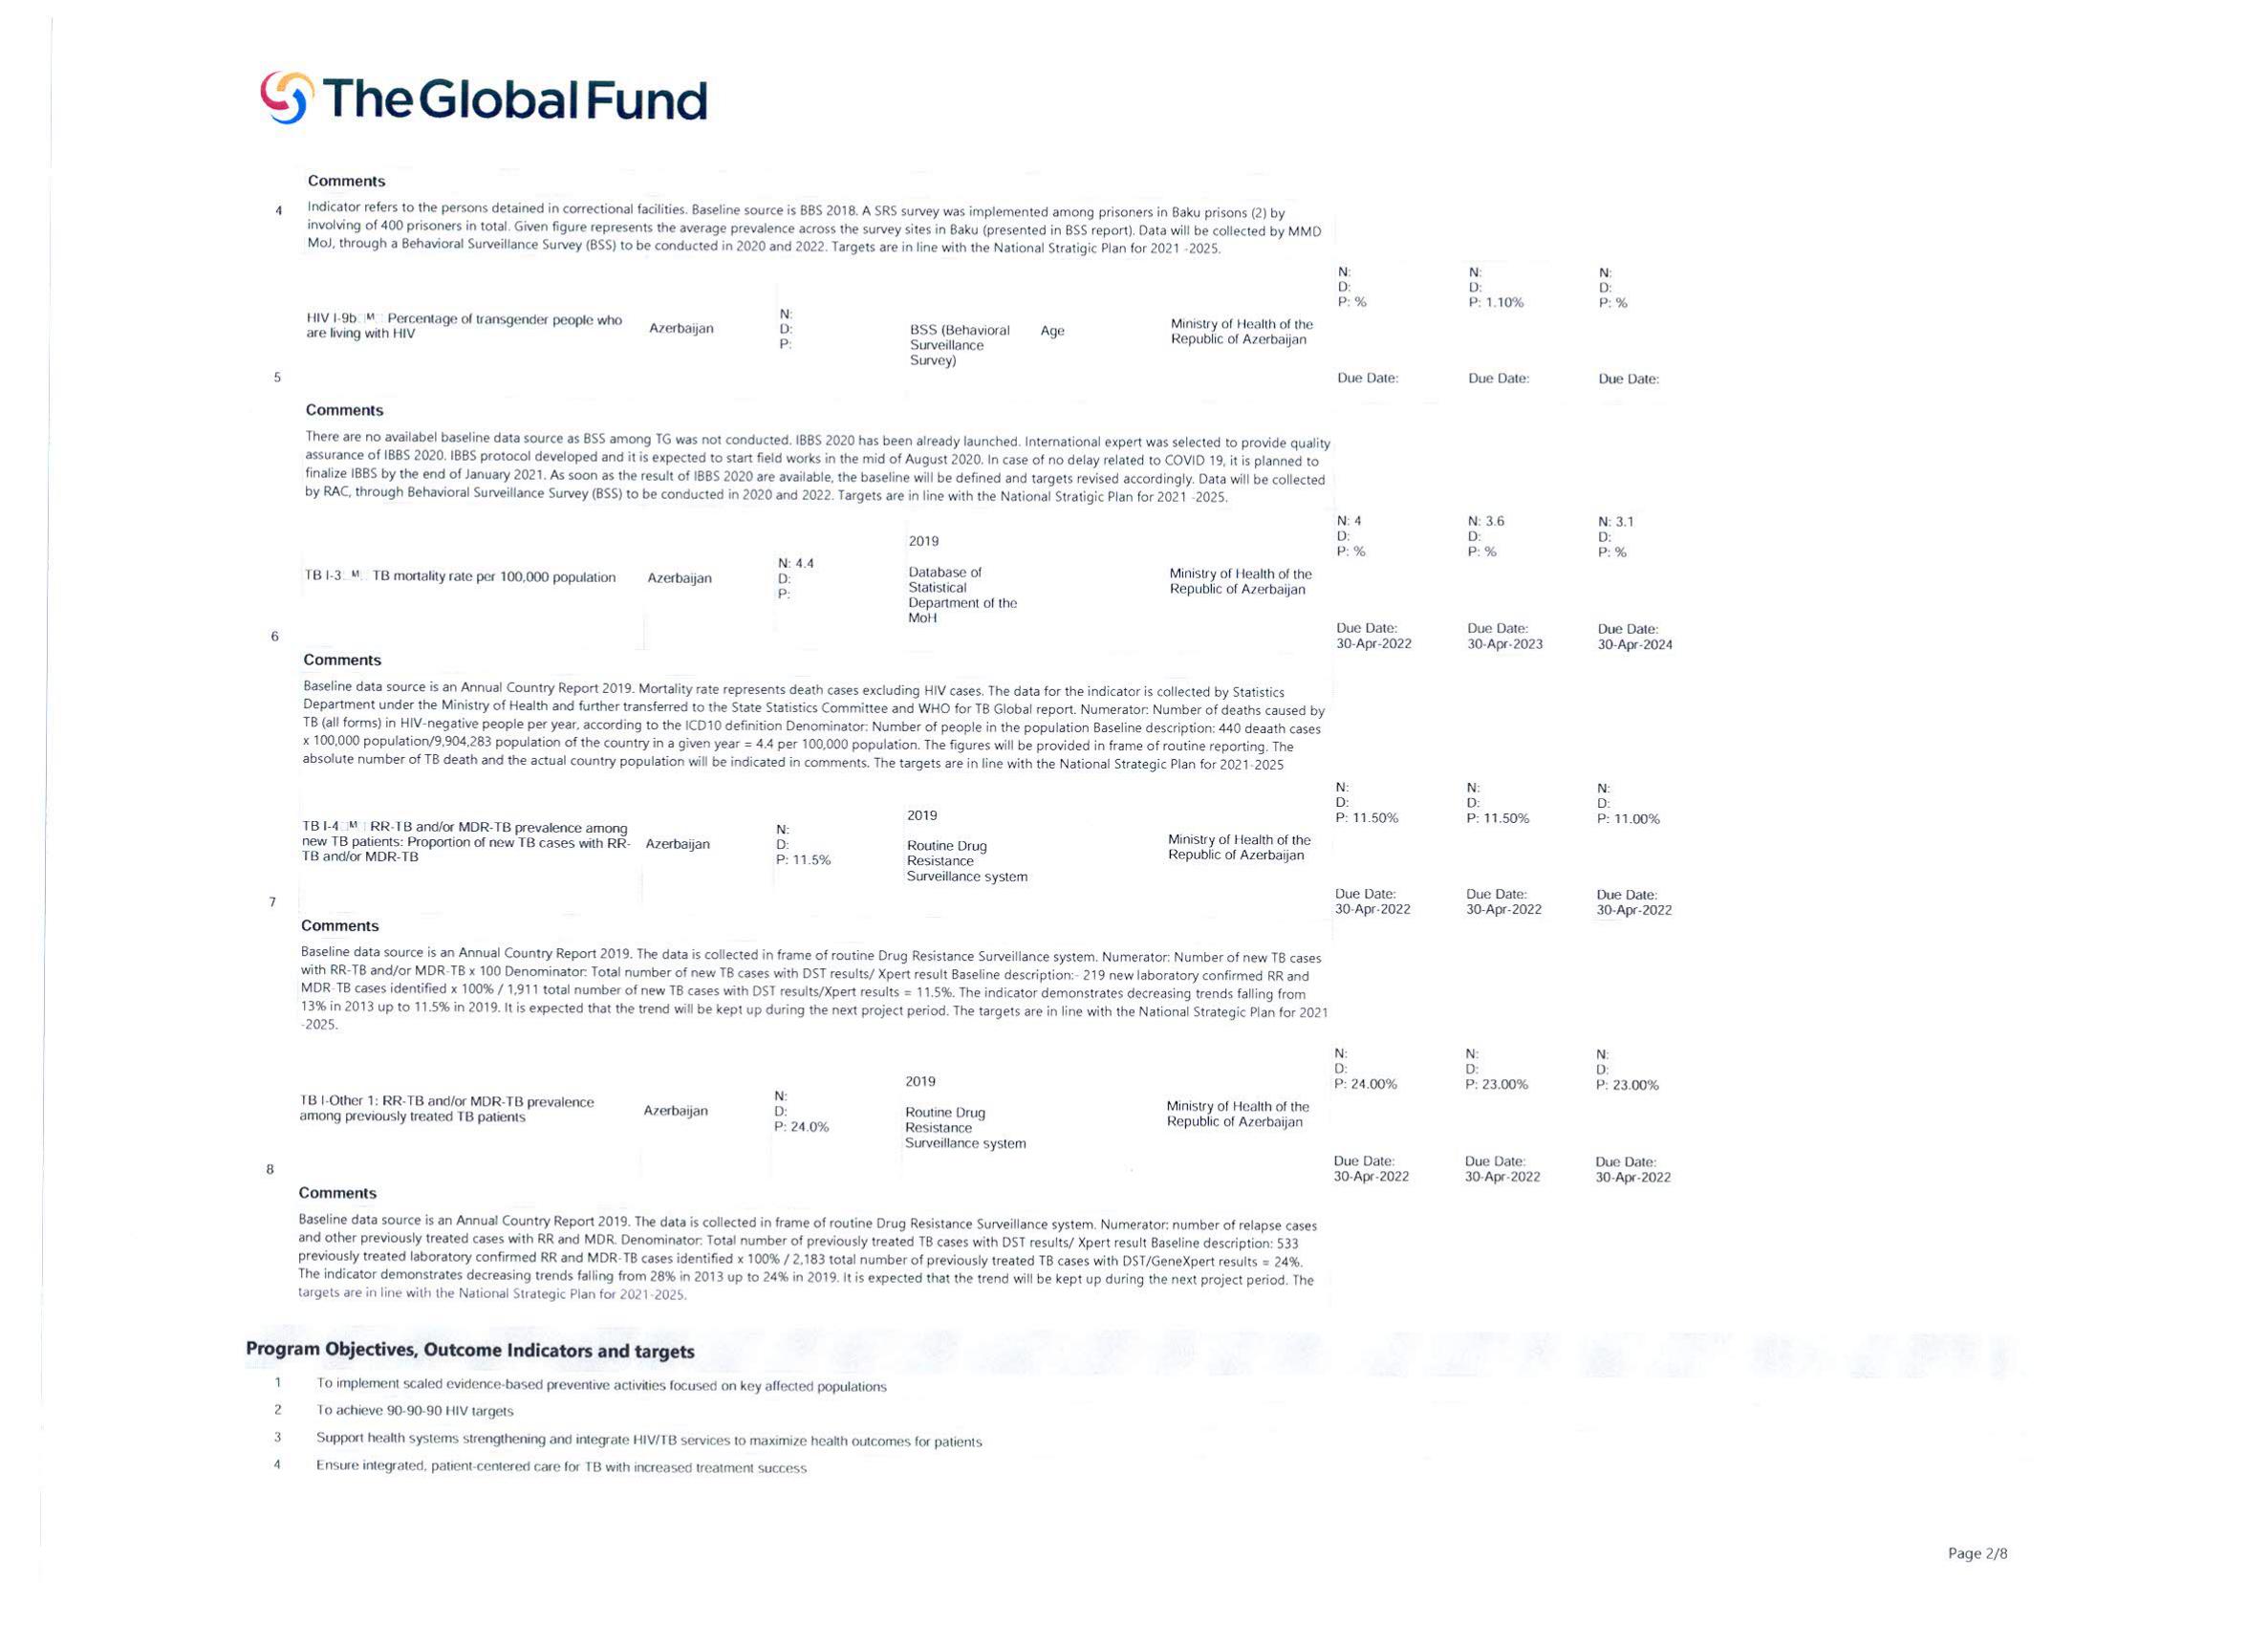 The Global Fund
Comments
4
Indicator refers to the persons detained in correctional facilities. Baseline source is BBS 2018. A SRS survey was implemented among prisoners in Baku prisons (2) by
involving of 400 prisoners in total. Given figure represents the average prevalence across the survey sites in Baku (presented in BSS report). Data will be collected by MMD
MoJ, through a Behavioral Surveillance Survey (BSS) to be conducted in 2020 and 2022. Targets are in line with the National Stratigic Plan for 2021 -2025.
N: N: N:
D: D: D:
P: % P: 1.10% P: %
HIV I-9b M Percentage of transgender people who
are living with HIV
Azerbaijan
N:
D:
P:
BSS (Behavioral
Surveillance
Survey)
Age
Ministry of Health of the
Republic of Azerbaijan
5
Due Date: Due Date: Due Date:
Comments
There are no availabel baseline data source as BSS among TG was not conducted. IBBS 2020 has been already launched. International expert was selected to provide quality
assurance of IBBS 2020. IBBS protocol developed and it is expected to start field works in the mid of August 2020. In case of no delay related to COVID 19, it is planned to
finalize IBBS by the end of January 2021. As soon as the result of IBBS 2020 are available, the baseline will be defined and targets revised accordingly. Data will be collected
by RAC, through Behavioral Surveillance Survey (BSS) to be conducted in 2020 and 2022. Targets are in line with the National Stratigic Plan for 2021 -2025.
N: 4 N: 3.6 N: 3.1
D: D: D:
P: % P: % P: %
TB I-3 M TB mortality rate per 100,000 population
Azerbaijan
N: 4.4
D:
P:
2019
Database of
Statistical
Department of the
MoH
Ministry of Health of the
Republic of Azerbaijan
6
Due Date: Due Date: Due Date:
30-Apr-2022 30-Apr-2023 30-Apr-2024
Comments
Baseline data source is an Annual Country Report 2019. Mortality rate represents death cases excluding HIV cases. The data for the indicator is collected by Statistics
Department under the Ministry of Health and further transferred to the State Statistics Committee and WHO for TB Global report. Numerator: Number of deaths caused by
TB (all forms) in HIV-negative people per year, according to the ICD10 definition Denominator: Number of people in the population Baseline description: 440 deaath cases
x 100,000 population/9,904,283 population of the country in a given year = 4.4 per 100,000 population. The figures will be provided in frame of routine reporting. The
absolute number of TB death and the actual country population will be indicated in comments. The targets are in line with the National Strategic Plan for 2021-2025
N: N: N:
D: D: D:
P: 11.50% P: 11.50% P: 11.00%
TB I-4 M RR-TB and/or MDR-TB prevalence among
new TB patients: Proportion of new TB cases with RR-
TB and/or MDR-TB
Azerbaijan
N:
D:
P: 11.5%
2019
Routine Drug
Resistance
Surveillance system
Ministry of Health of the
Republic of Azerbaijan
7
Due Date: Due Date: Due Date:
30-Apr-2022 30-Apr-2022 30-Apr-2022
Comments
Baseline data source is an Annual Country Report 2019. The data is collected in frame of routine Drug Resistance Surveillance system. Numerator: Number of new TB cases
with RR-TB and/or MDR-TB x 100 Denominator: Total number of new TB cases with DST results/ Xpert result Baseline description:- 219 new laboratory confirmed RR and
MDR-TB cases identified x 100% / 1,911 total number of new TB cases with DST results/Xpert results = 11.5%. The indicator demonstrates decreasing trends falling from
13% in 2013 up to 11.5% in 2019. It is expected that the trend will be kept up during the next project period. The targets are in line with the National Strategic Plan for 2021
-2025.
N: N: N:
D: D: D:
P: 24.00% P: 23.00% P: 23.00%
TB I-Other 1: RR-TB and/or MDR-TB prevalence
among previously treated TB patients
Azerbaijan
N:
D:
P: 24.0%
2019
Routine Drug
Resistance
Surveillance system
Ministry of Health of the
Republic of Azerbaijan
8
Due Date: Due Date: Due Date:
30-Apr-2022 30-Apr-2022 30-Apr-2022
Comments
Baseline data source is an Annual Country Report 2019. The data is collected in frame of routine Drug Resistance Surveillance system. Numerator: number of relapse cases
and other previously treated cases with RR and MDR. Denominator: Total number of previously treated TB cases with DST results/ Xpert result Baseline description: 533
previously treated laboratory confirmed RR and MDR-TB cases identified x 100% / 2,183 total number of previously treated TB cases with DST/GeneXpert results = 24%.
The indicator demonstrates decreasing trends falling from 28% in 2013 up to 24% in 2019. It is expected that the trend will be kept up during the next project period. The
targets are in line with the National Strategic Plan for 2021-2025.
Program Objectives, Outcome Indicators and targets
1 To implement scaled evidence-based preventive activities focused on key affected populations
2 To achieve 90-90-90 HIV targets
3 Support health systems strengthening and integrate HIV/TB services to maximize health outcomes for patients
4 Ensure integrated, patient-centered care for TB with increased treatment success
Page 2/8